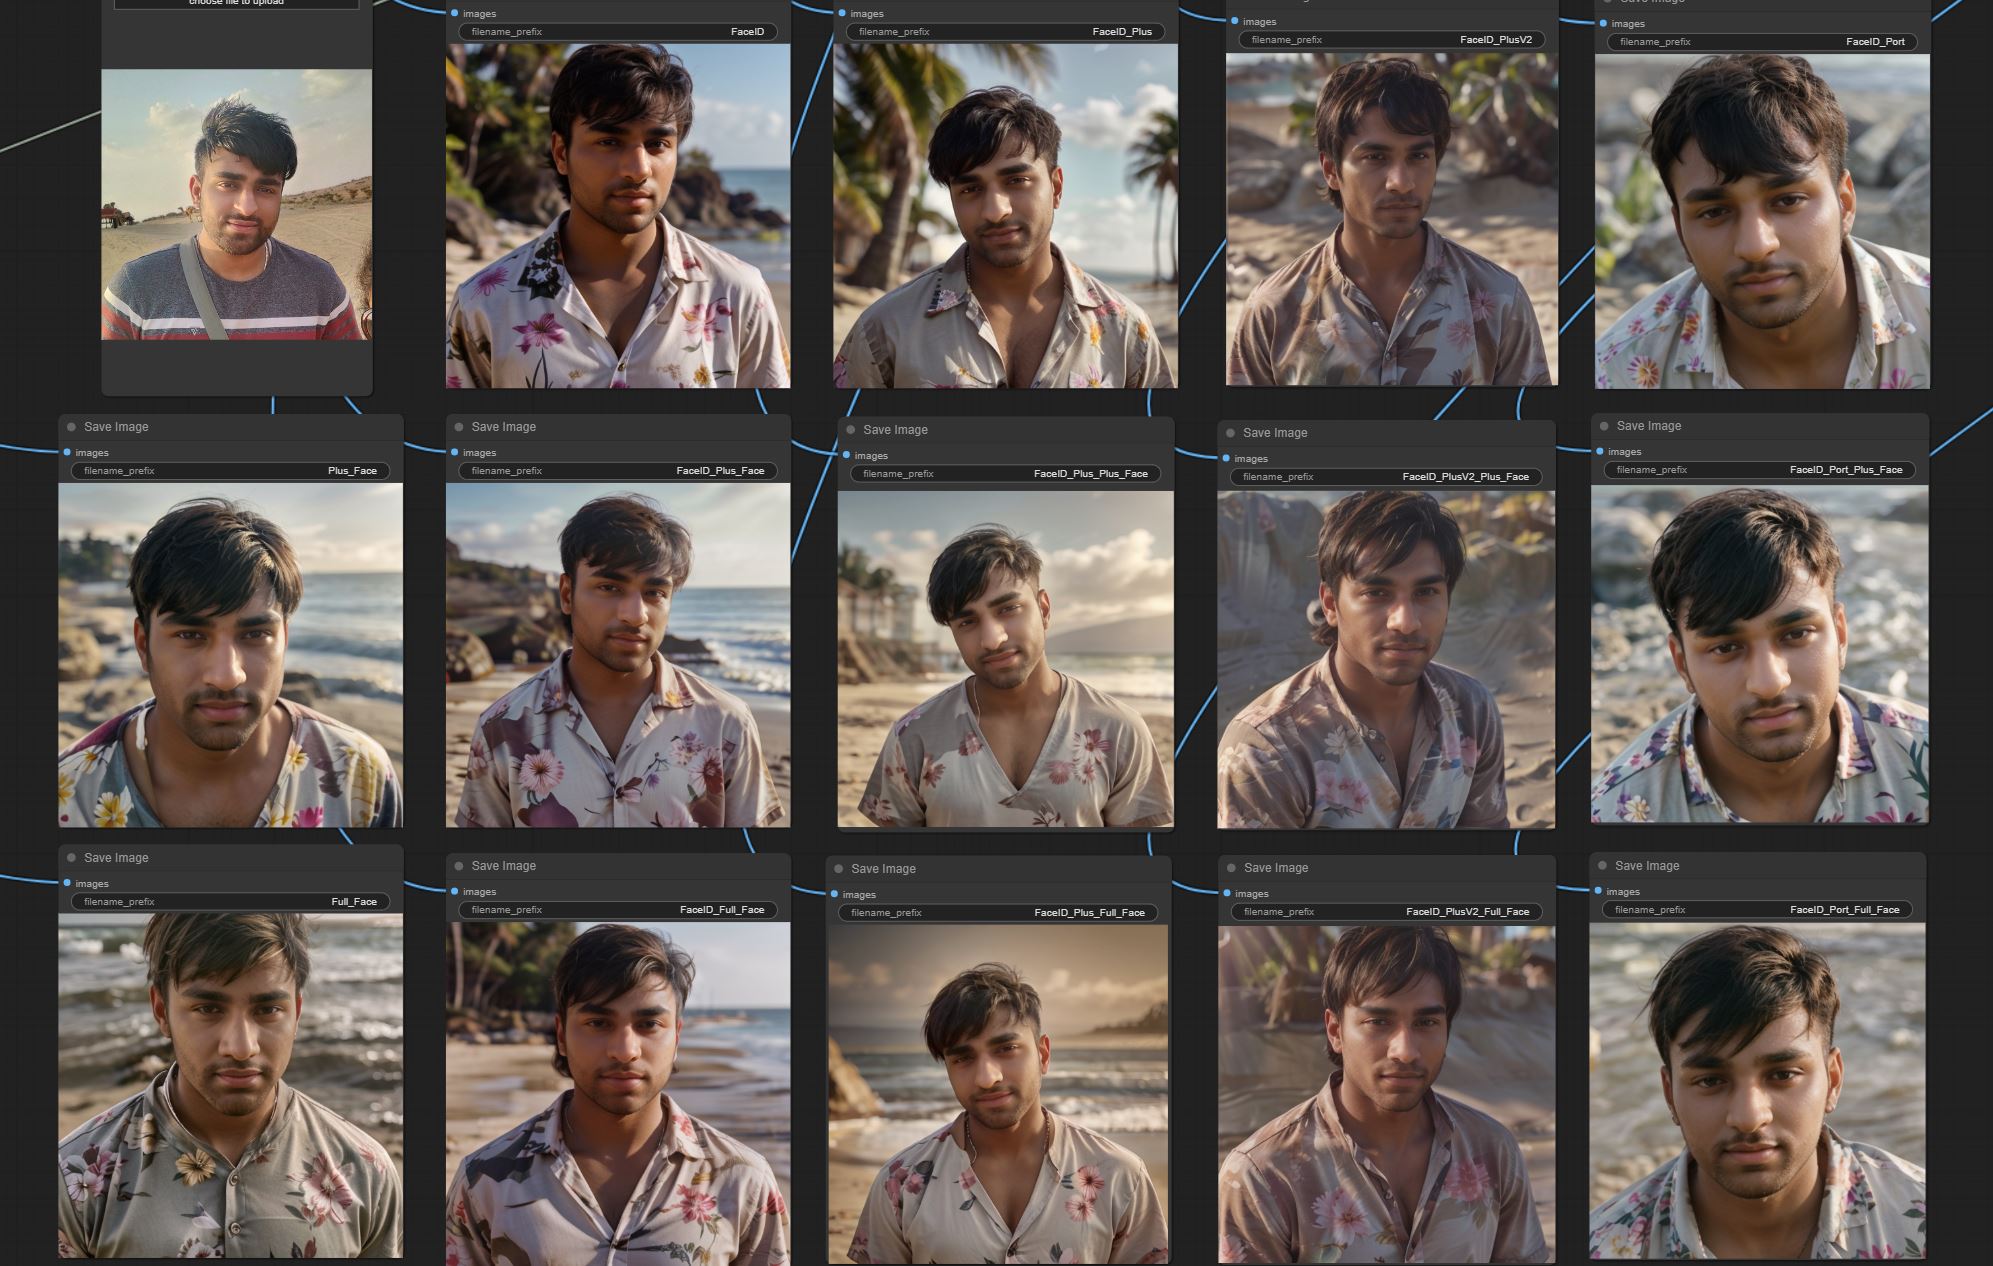 choose file to upload
images
filename_prefix FaceID
images
filename_prefix FaceID_Plus
images
filename_prefix FaceID_PlusV2
Save Image
images
filename_prefix FaceID_Port
Save Image
images
filename_prefix Plus_Face
Save Image
images
filename_prefix FaceID_Plus_Face
Save Image
images
filename_prefix FaceID_Plus_Plus_Face
Save Image
images
filename_prefix FaceID_PlusV2_Plus_Face
Save Image
images
filename_prefix FaceID_Port_Plus_Face
Save Image
images
filename_prefix Full_Face
Save Image
images
filename_prefix FaceID_Full_Face
Save Image
images
filename_prefix FaceID_Plus_Full_Face
Save Image
images
filename_prefix FaceID_PlusV2_Full_Face
Save Image
images
filename_prefix FaceID_Port_Full_Face